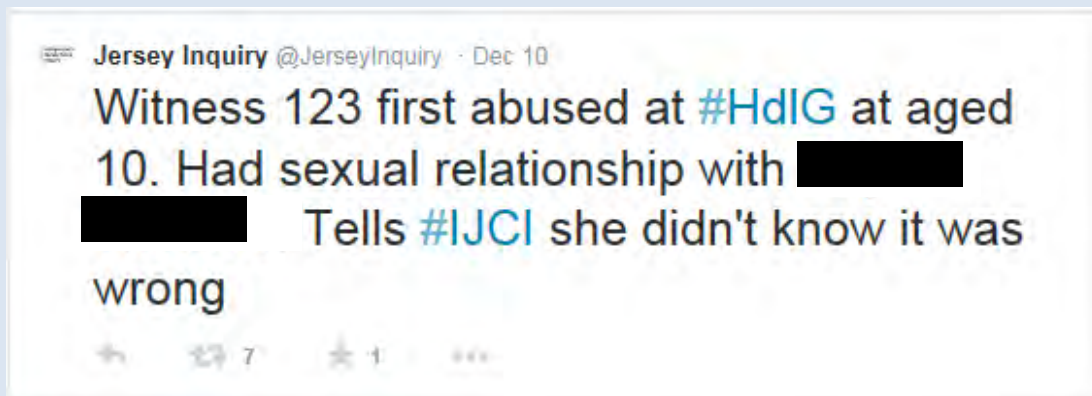 Jersey Inquiry @JerseyInquiry · Dec 10
Witness 123 first abused at #HdlG at aged
10. Had sexual relationship with
Tells #IJCI she didn't know it was
wrong
7 1